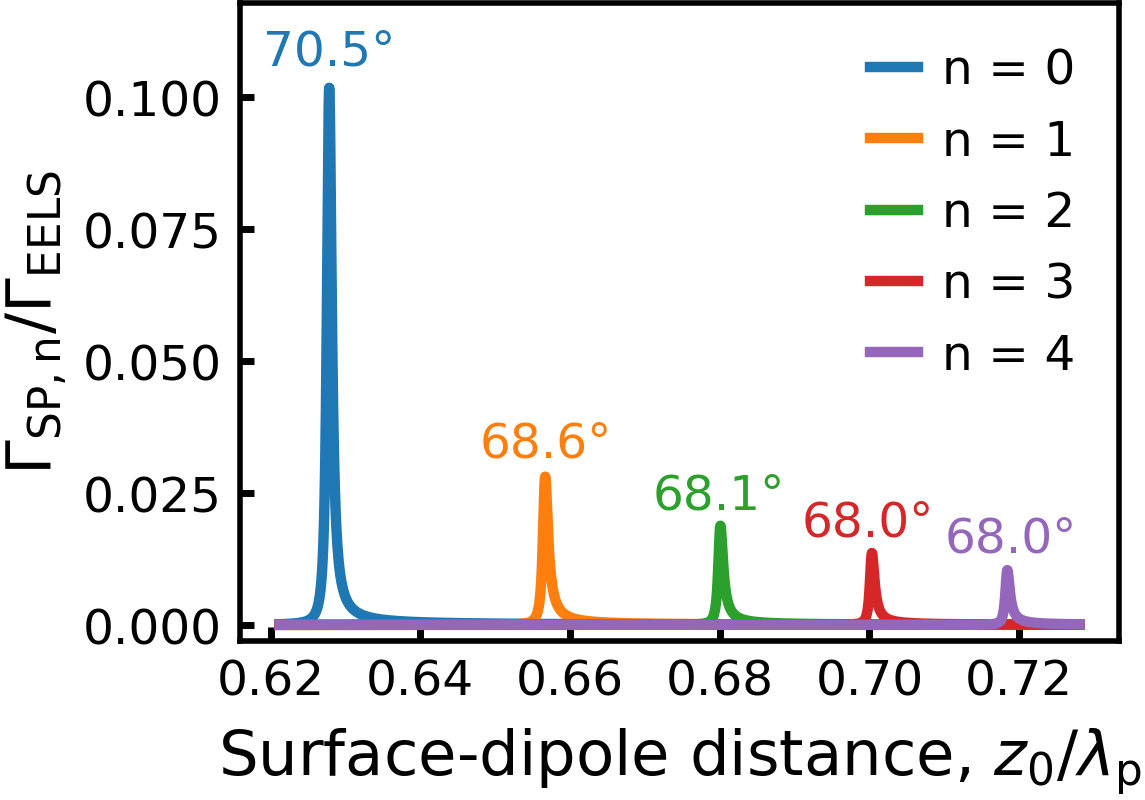 70.5°
n = 0
0.100
n = 1
0.075
n = 2
n = 3
0.050
n = 4
68.6°
0.025
68.1°
68.0°
68.0°
0.000
0.62 0.64 0.66 0.68 0.70 0.72
Γ_SP, n/Γ_EELS
Surface-dipole distance, z₀/λₚ